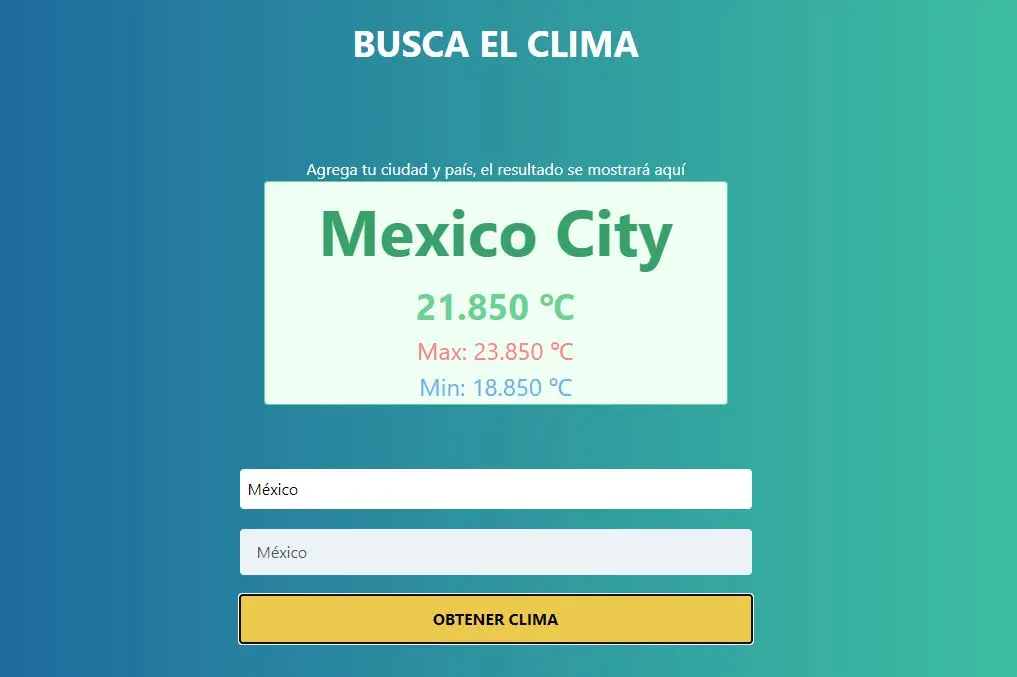 BUSCA EL CLIMA
Agrega tu ciudad y país, el resultado se mostrará aquí
Mexico City
21.850 ℃
Max: 23.850 ℃
Min: 18.850 ℃
México
México
OBTENER CLIMA